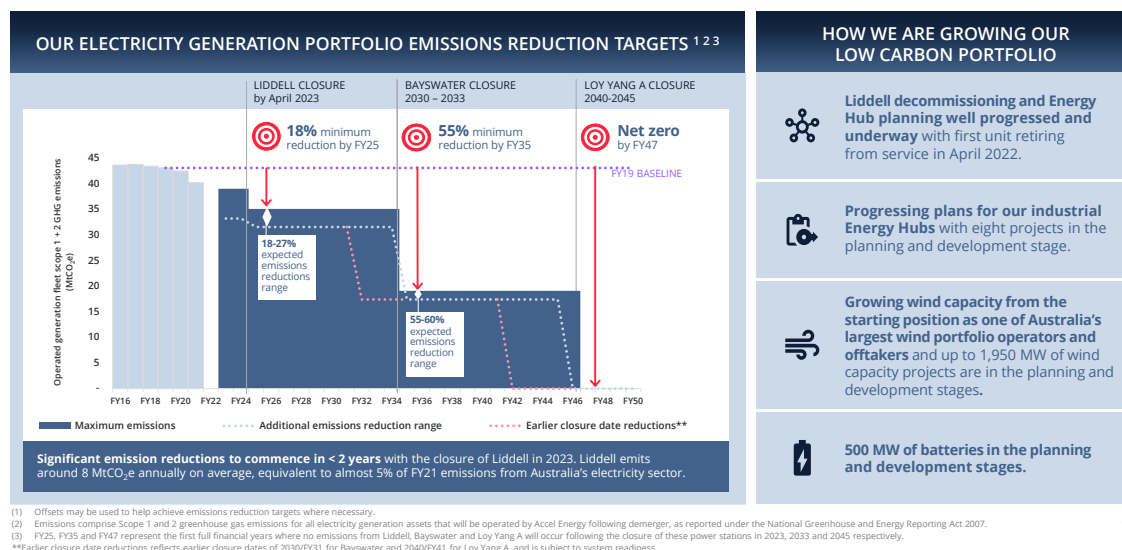 OUR ELECTRICITY GENERATION PORTFOLIO EMISSIONS REDUCTION TARGETS 1 2 3
LIDDELL CLOSURE
by April 2023
BAYSWATER CLOSURE
2030 – 2033
LOY YANG A CLOSURE
2040-2045
18% minimum
reduction by FY25
55% minimum
reduction by FY35
Net zero
by FY47
FY19 BASELINE
Operated generation fleet scope 1 + 2 GHG emissions
(MtCO2e)
45
40
35
30
25
20
15
10
5
-
18-27%
expected
emissions
reductions
range
55-60%
expected
emissions
reduction
range
FY16 FY18 FY20 FY22 FY24 FY26 FY28 FY30 FY32 FY34 FY36 FY38 FY40 FY42 FY44 FY46 FY48 FY50
Maximum emissions
Additional emissions reduction range
Earlier closure date reductions**
Significant emission reductions to commence in < 2 years with the closure of Liddell in 2023. Liddell emits
around 8 MtCO2e annually on average, equivalent to almost 5% of FY21 emissions from Australia's electricity sector.
HOW WE ARE GROWING OUR
LOW CARBON PORTFOLIO
Liddell decommissioning and Energy
Hub planning well progressed and
underway with first unit retiring
from service in April 2022.
Progressing plans for our industrial
Energy Hubs with eight projects in the
planning and development stage.
Growing wind capacity from the
starting position as one of Australia's
largest wind portfolio operators and
offtakers and up to 1,950 MW of wind
capacity projects are in the planning and
development stages.
500 MW of batteries in the planning
and development stages.
(1) Offsets may be used to help achieve emissions reduction targets where necessary.
(2) Emissions comprise Scope 1 and 2 greenhouse gas emissions for all electricity generation assets that will be operated by Accel Energy following demerger, as reported under the National Greenhouse and Energy Reporting Act 2007.
(3) FY25, FY35 and FY47 represent the first full financial years where no emissions from Liddell, Bayswater and Loy Yang A will occur following the closure of these power stations in 2023, 2033 and 2045 respectively.
**Earlier closure date reductions reflects earlier closure dates of 2030/FY31 for Bayswater and 2040/FY41 for Loy Yang A, and is subject to system readiness.